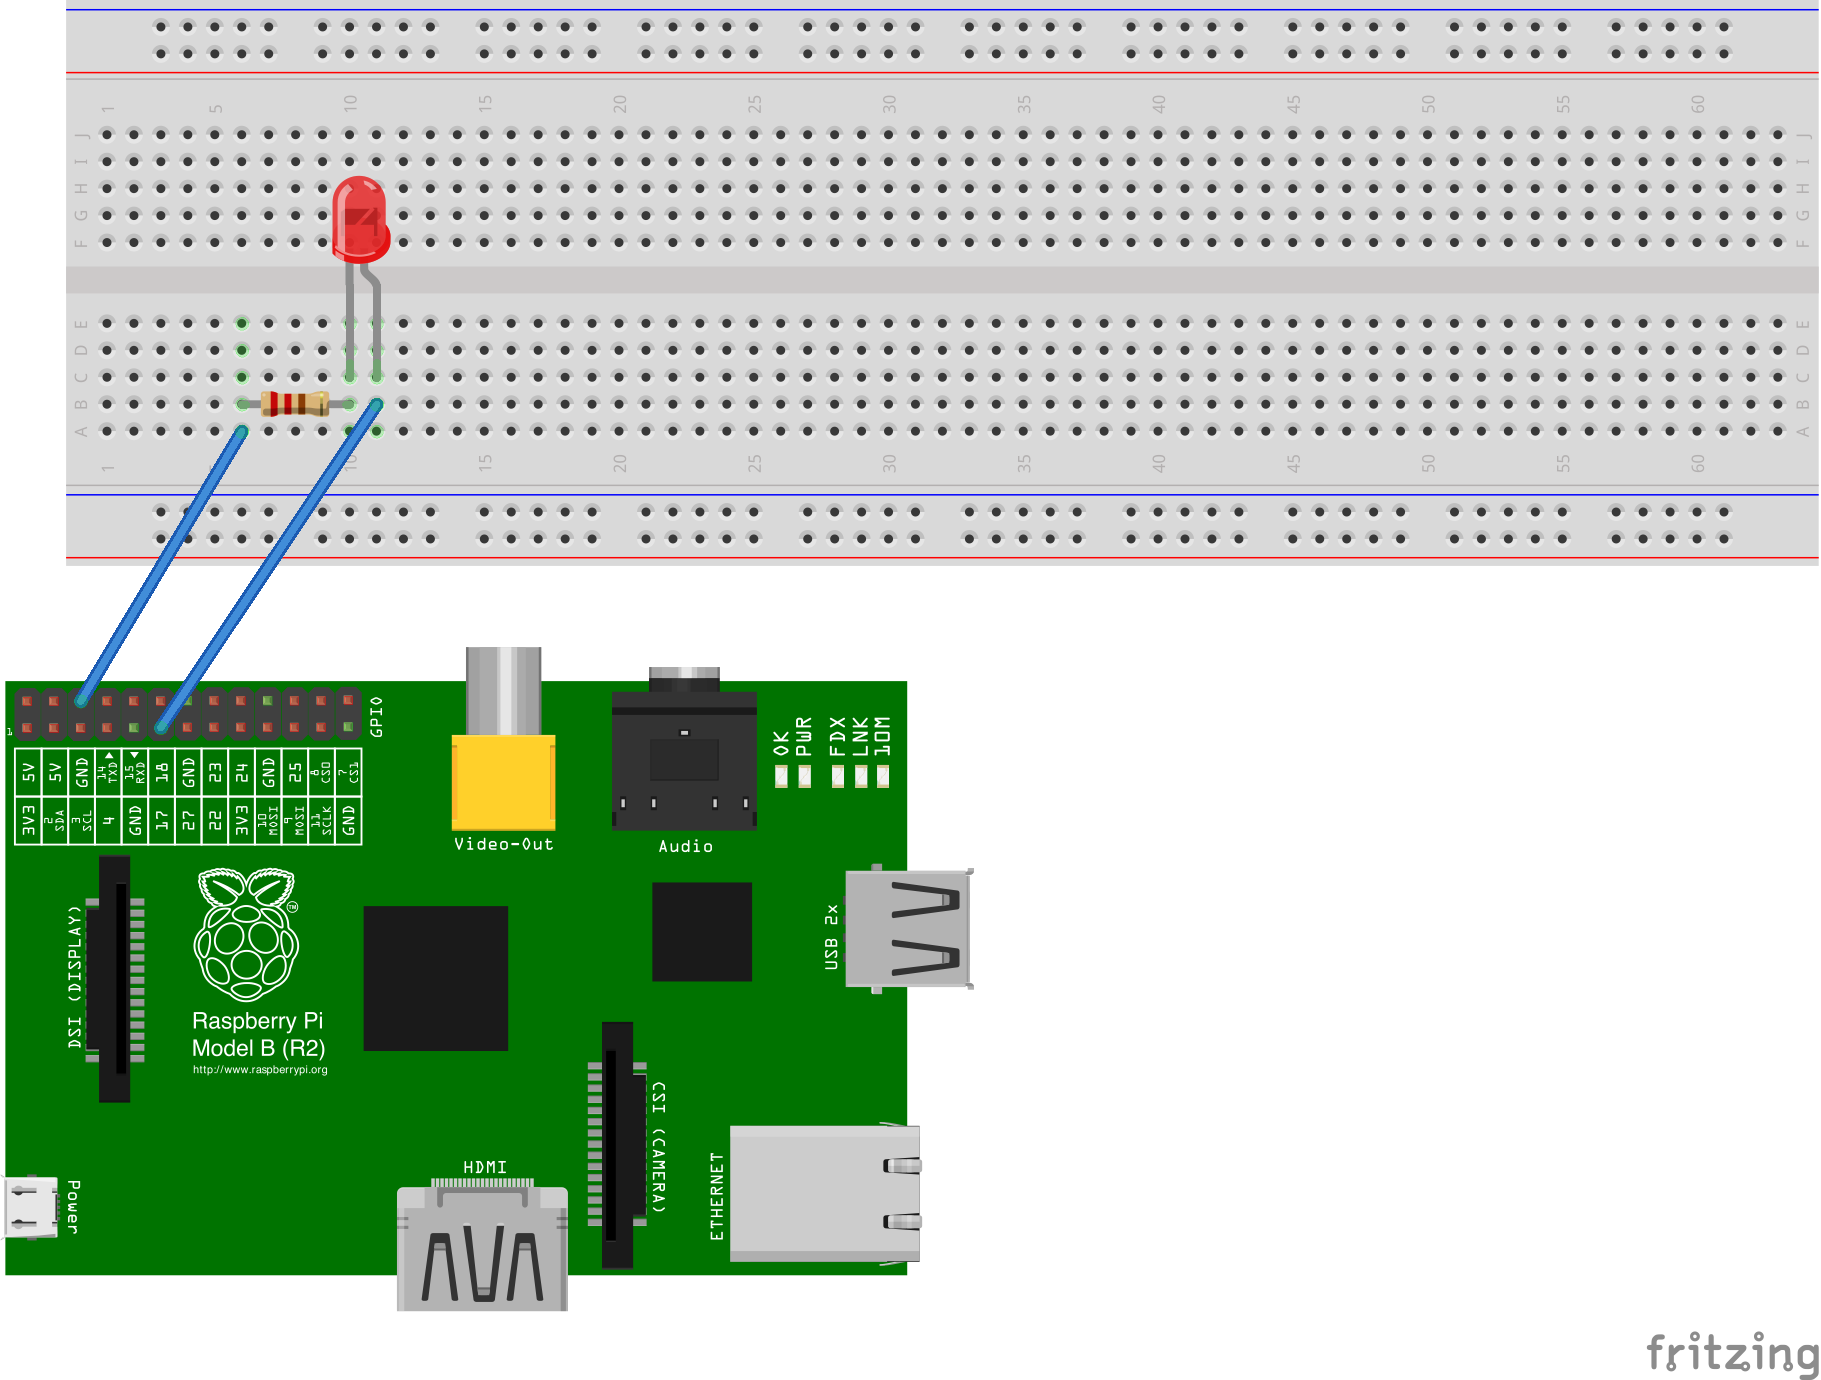 1 5 10 15 20 25 30 35 40 45 50 55 60
J J
I I
H H
G G
F F
E E
D D
C C
B B
A A
1 10 15 20 25 30 35 40 45 50 55 60
1
GPIO
5V 5V GND 14 TXD 15 RXD 18 GND 23 24 GND 25 8 CS0 7 CS1
3V3 2 SDA 3 SCL 4 GND 17 27 22 3V3 10 MOSI 9 MOSI 11 SCLK GND
OK PWR FDX LNK 10M
Video-Out
Audio
DSI (DISPLAY)
TM
Raspberry Pi
Model B (R2)
http://www.raspberrypi.org
USB 2x
CSI (CAMERA)
Power
HDMI
ETHERNET
fritzing